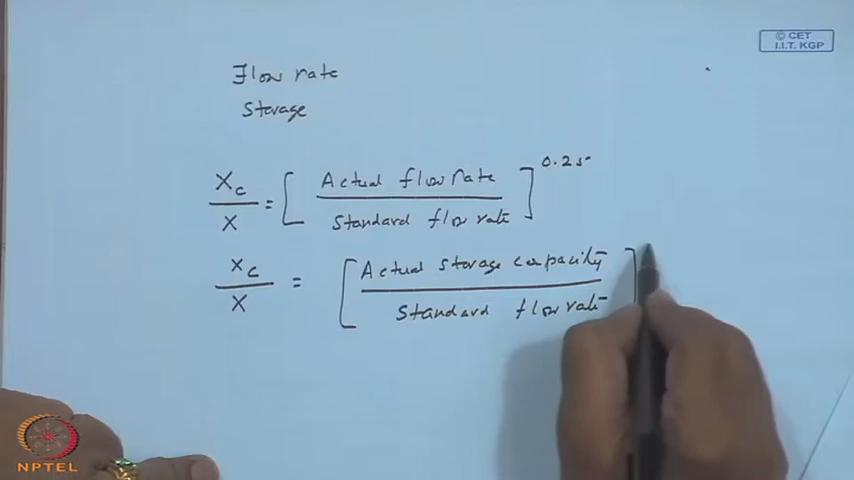 © CET
I.I.T. KGP
Flow rate
Storage
Xc / X = [ Actual flow rate / Standard flow rate ] 0.25
Xc / X = [ Actual storage capacity / Standard flow rate ]
NPTEL